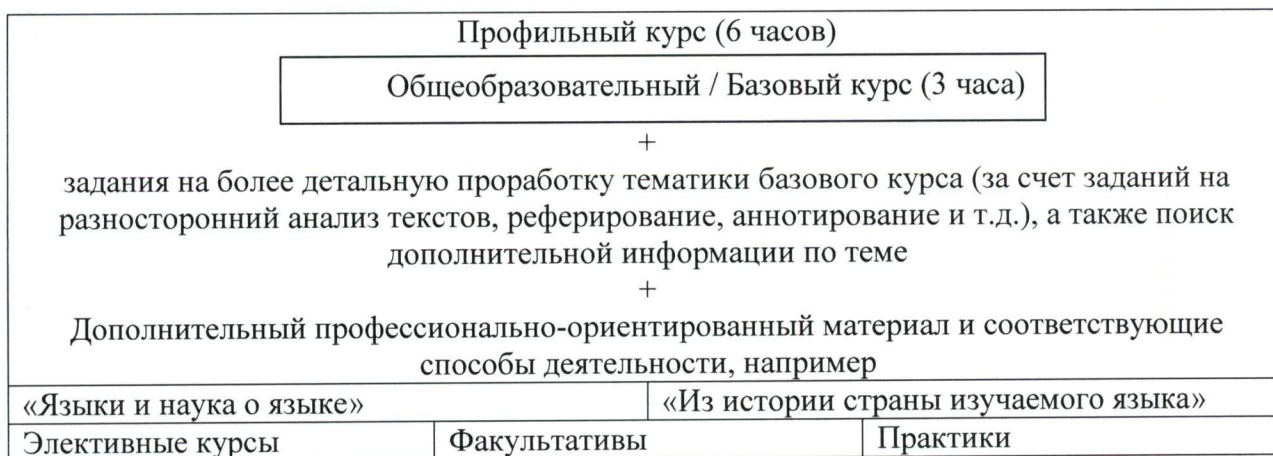 Профильный курс (6 часов)
Общеобразовательный / Базовый курс (3 часа)
+
задания на более детальную проработку тематики базового курса (за счет заданий на
разносторонний анализ текстов, реферирование, аннотирование и т.д.), а также поиск
дополнительной информации по теме
+
Дополнительный профессионально-ориентированный материал и соответствующие
способы деятельности, например
«Языки и наука о языке» «Из истории страны изучаемого языка»
Элективные курсы Факультативы Практики